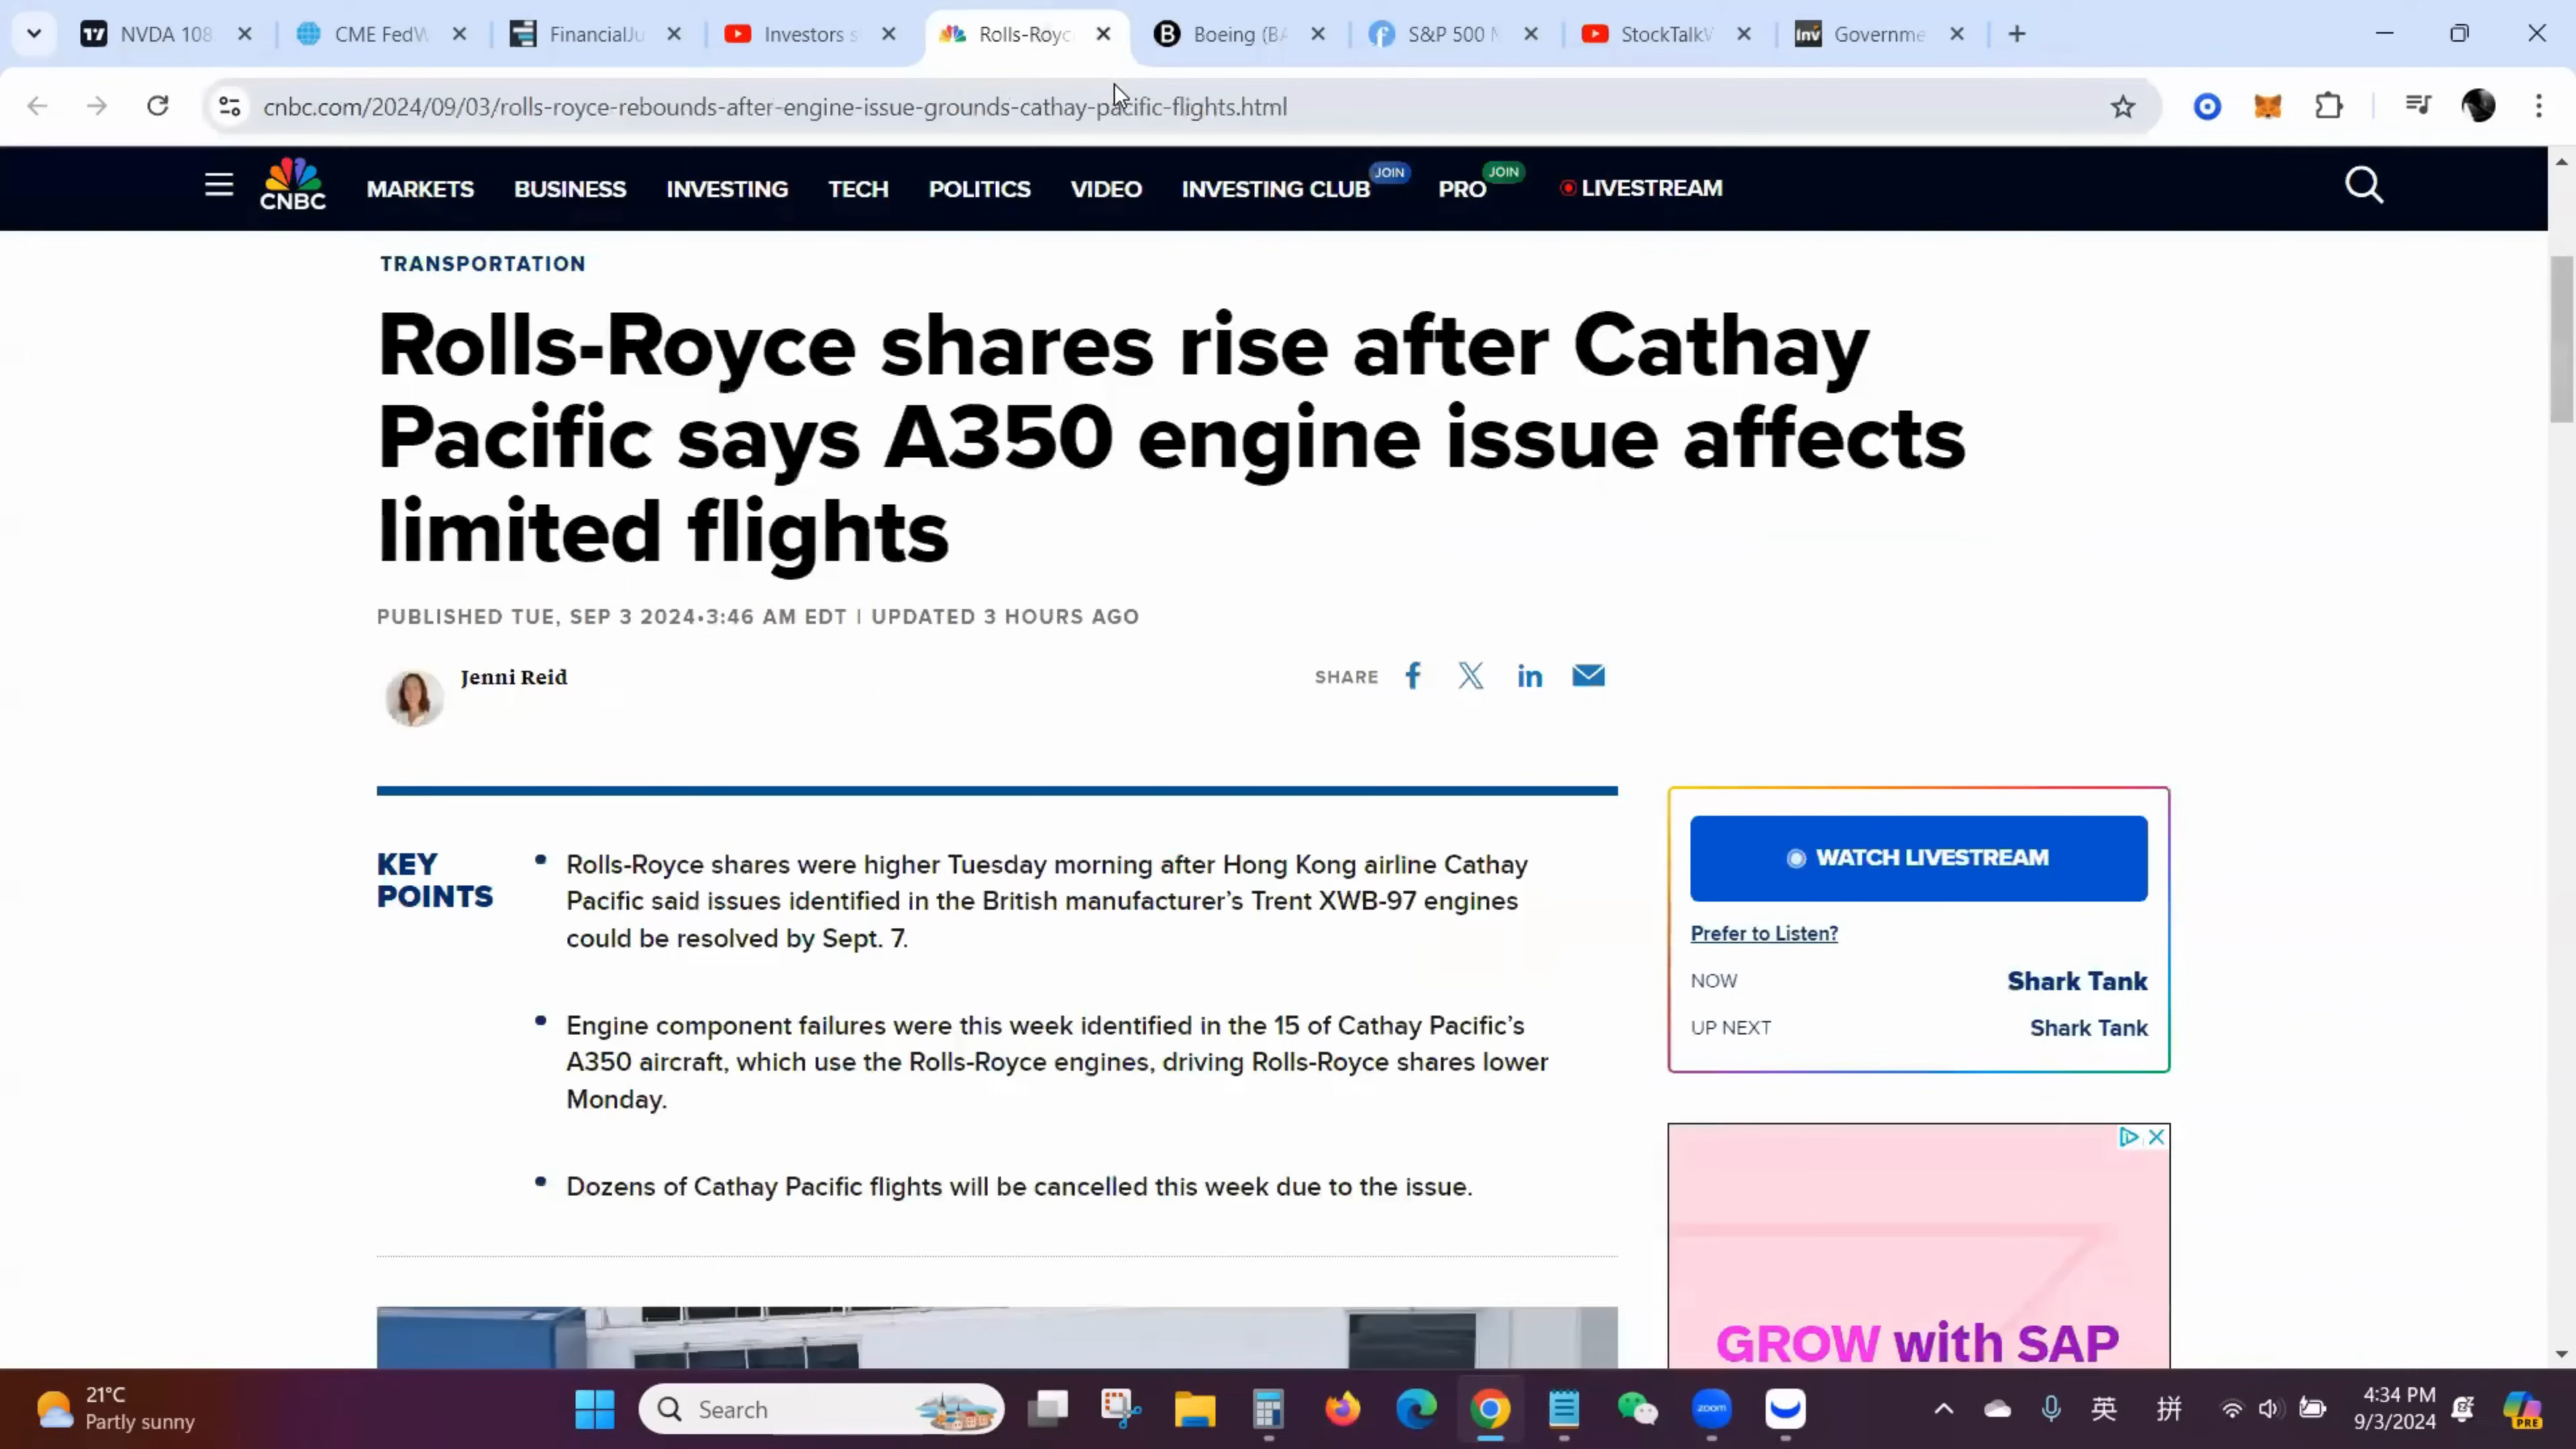 NVDA 108
CME FedW
FinancialJu
Investors s
Rolls-Royc
Boeing (BA
S&P 500 M
StockTalkW
Governme
cnbc.com/2024/09/03/rolls-royce-rebounds-after-engine-issue-grounds-cathay-pacific-flights.html
CNBC
MARKETS
BUSINESS
INVESTING
TECH
POLITICS
VIDEO
INVESTING CLUB JOIN
PRO JOIN
LIVESTREAM
TRANSPORTATION
Rolls-Royce shares rise after Cathay
Pacific says A350 engine issue affects
limited flights
PUBLISHED TUE, SEP 3 2024•3:46 AM EDT | UPDATED 3 HOURS AGO
Jenni Reid
SHARE
KEY
POINTS
• Rolls-Royce shares were higher Tuesday morning after Hong Kong airline Cathay
Pacific said issues identified in the British manufacturer’s Trent XWB-97 engines
could be resolved by Sept. 7.
• Engine component failures were this week identified in the 15 of Cathay Pacific’s
A350 aircraft, which use the Rolls-Royce engines, driving Rolls-Royce shares lower
Monday.
• Dozens of Cathay Pacific flights will be cancelled this week due to the issue.
WATCH LIVESTREAM
Prefer to Listen?
NOW Shark Tank
UP NEXT Shark Tank
GROW with SAP
21°C
Partly sunny
Search
zoom
英
拼
4:34 PM
9/3/2024
PRE